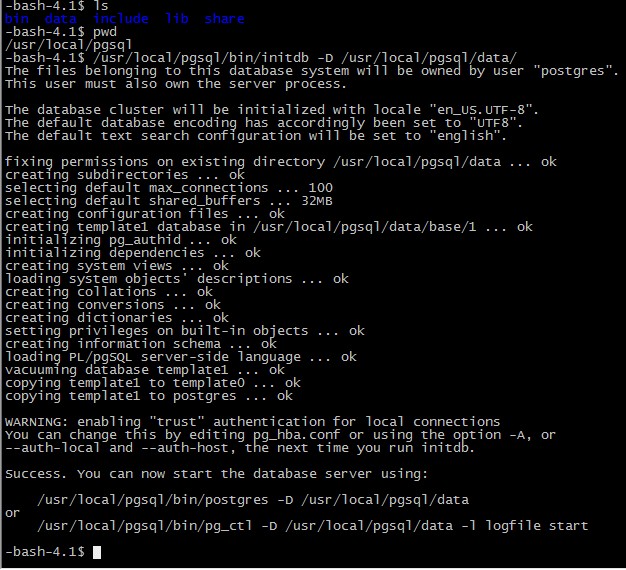 -bash-4.1$ ls
bin  data  include  lib  share
-bash-4.1$ pwd
/usr/local/pgsql
-bash-4.1$ /usr/local/pgsql/bin/initdb -D /usr/local/pgsql/data/
The files belonging to this database system will be owned by user "postgres".
This user must also own the server process.

The database cluster will be initialized with locale "en_US.UTF-8".
The default database encoding has accordingly been set to "UTF8".
The default text search configuration will be set to "english".

fixing permissions on existing directory /usr/local/pgsql/data ... ok
creating subdirectories ... ok
selecting default max_connections ... 100
selecting default shared_buffers ... 32MB
creating configuration files ... ok
creating template1 database in /usr/local/pgsql/data/base/1 ... ok
initializing pg_authid ... ok
initializing dependencies ... ok
creating system views ... ok
loading system objects' descriptions ... ok
creating collations ... ok
creating conversions ... ok
creating dictionaries ... ok
setting privileges on built-in objects ... ok
creating information schema ... ok
loading PL/pgSQL server-side language ... ok
vacuuming database template1 ... ok
copying template1 to template0 ... ok
copying template1 to postgres ... ok

WARNING: enabling "trust" authentication for local connections
You can change this by editing pg_hba.conf or using the option -A, or
--auth-local and --auth-host, the next time you run initdb.

Success. You can now start the database server using:

    /usr/local/pgsql/bin/postgres -D /usr/local/pgsql/data
or
    /usr/local/pgsql/bin/pg_ctl -D /usr/local/pgsql/data -l logfile start

-bash-4.1$